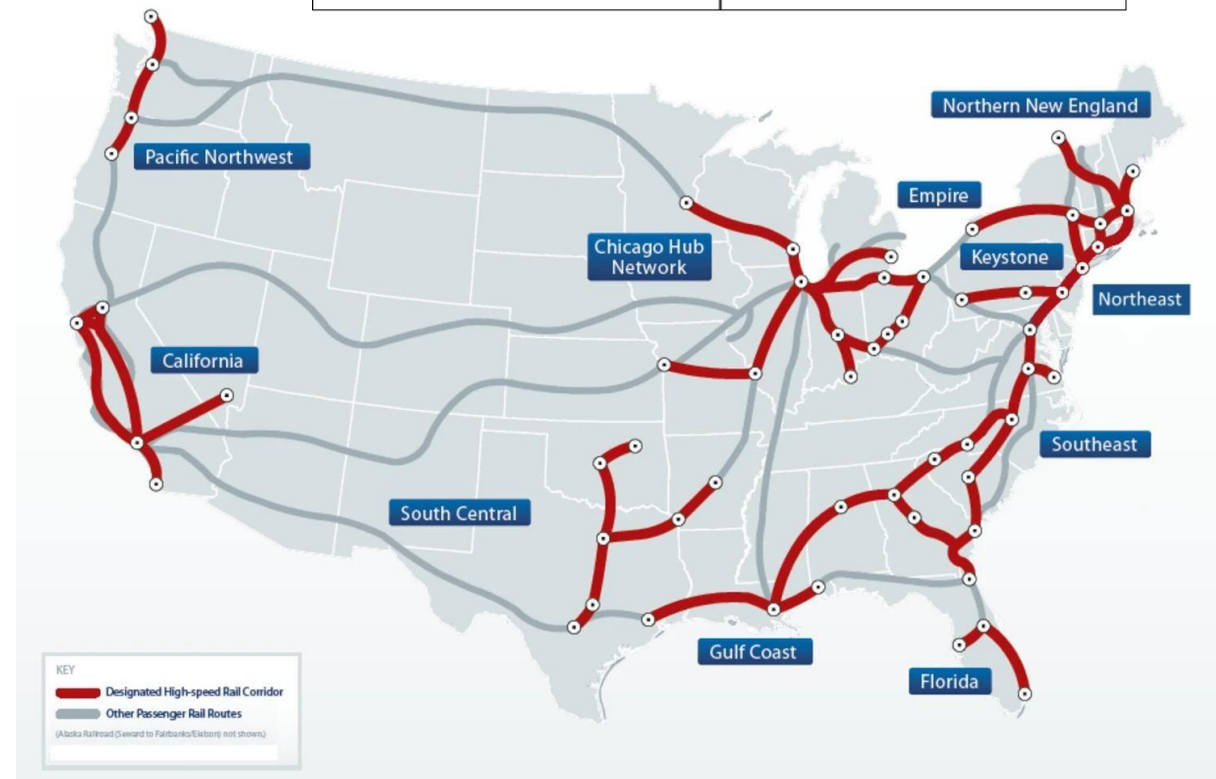 Northern New England
Pacific Northwest
Empire
Chicago Hub
Network
Keystone
Northeast
California
Southeast
South Central
Gulf Coast
Florida
KEY
Designated High-speed Rail Corridor
Other Passenger Rail Routes
(Alaska Railroad (Seward to Fairbanks/Eielson) not shown.)